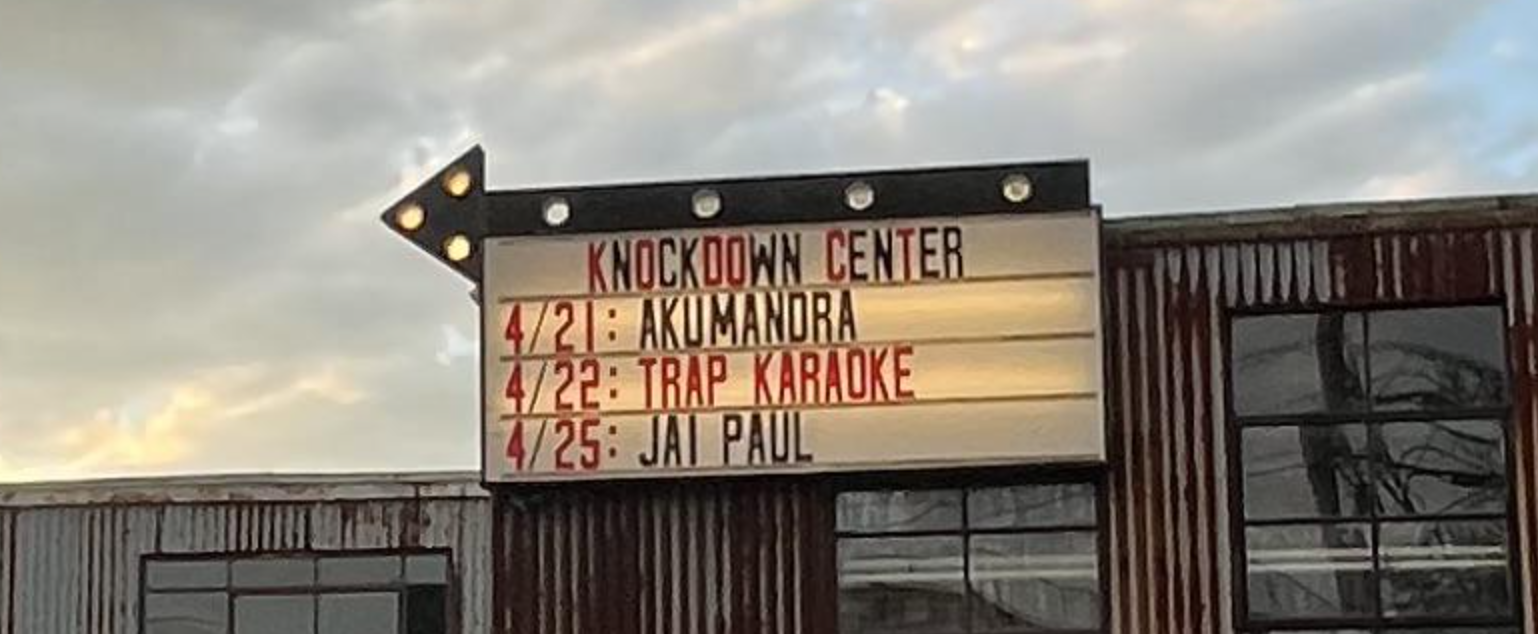 KNOCKDOWN CENTER
4/21: AKUMANDRA
4/22: TRAP KARAOKE
4/25: JAI PAUL